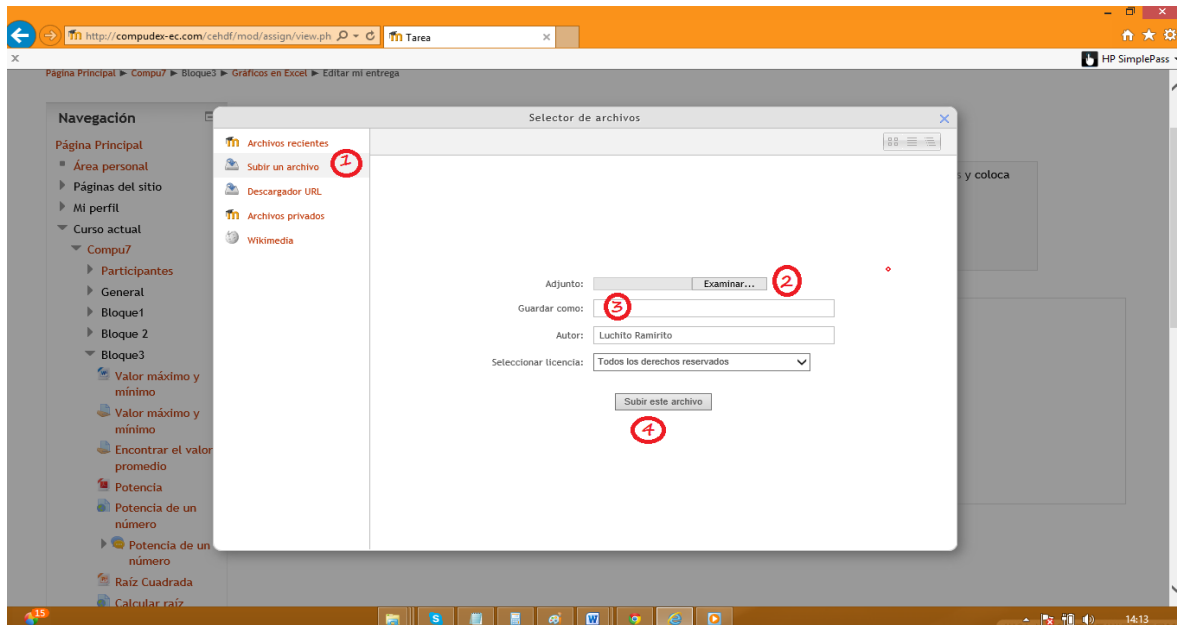 http://compudex-ec.com/cehdf/mod/assign/view.ph
Tarea
x
HP SimplePass
Página Principal ► Compu7 ► Bloque3 ► Gráficos en Excel ► Editar mi entrega
Navegación
Página Principal
Área personal
Páginas del sitio
Mi perfil
Curso actual
Compu7
Participantes
General
Bloque1
Bloque 2
Bloque3
Valor máximo y
mínimo
Valor máximo y
mínimo
Encontrar el valor
promedio
Potencia
Potencia de un
número
Potencia de un
número
Raíz Cuadrada
Calcular raíz
Selector de archivos
Archivos recientes
Subir un archivo 1
Descargador URL
Archivos privados
Wikimedia
Adjunto: Examinar... 2
Guardar como: 3
Autor: Luchito Ramirito
Seleccionar licencia: Todos los derechos reservados
Subir este archivo
4
y coloca
15
14:13